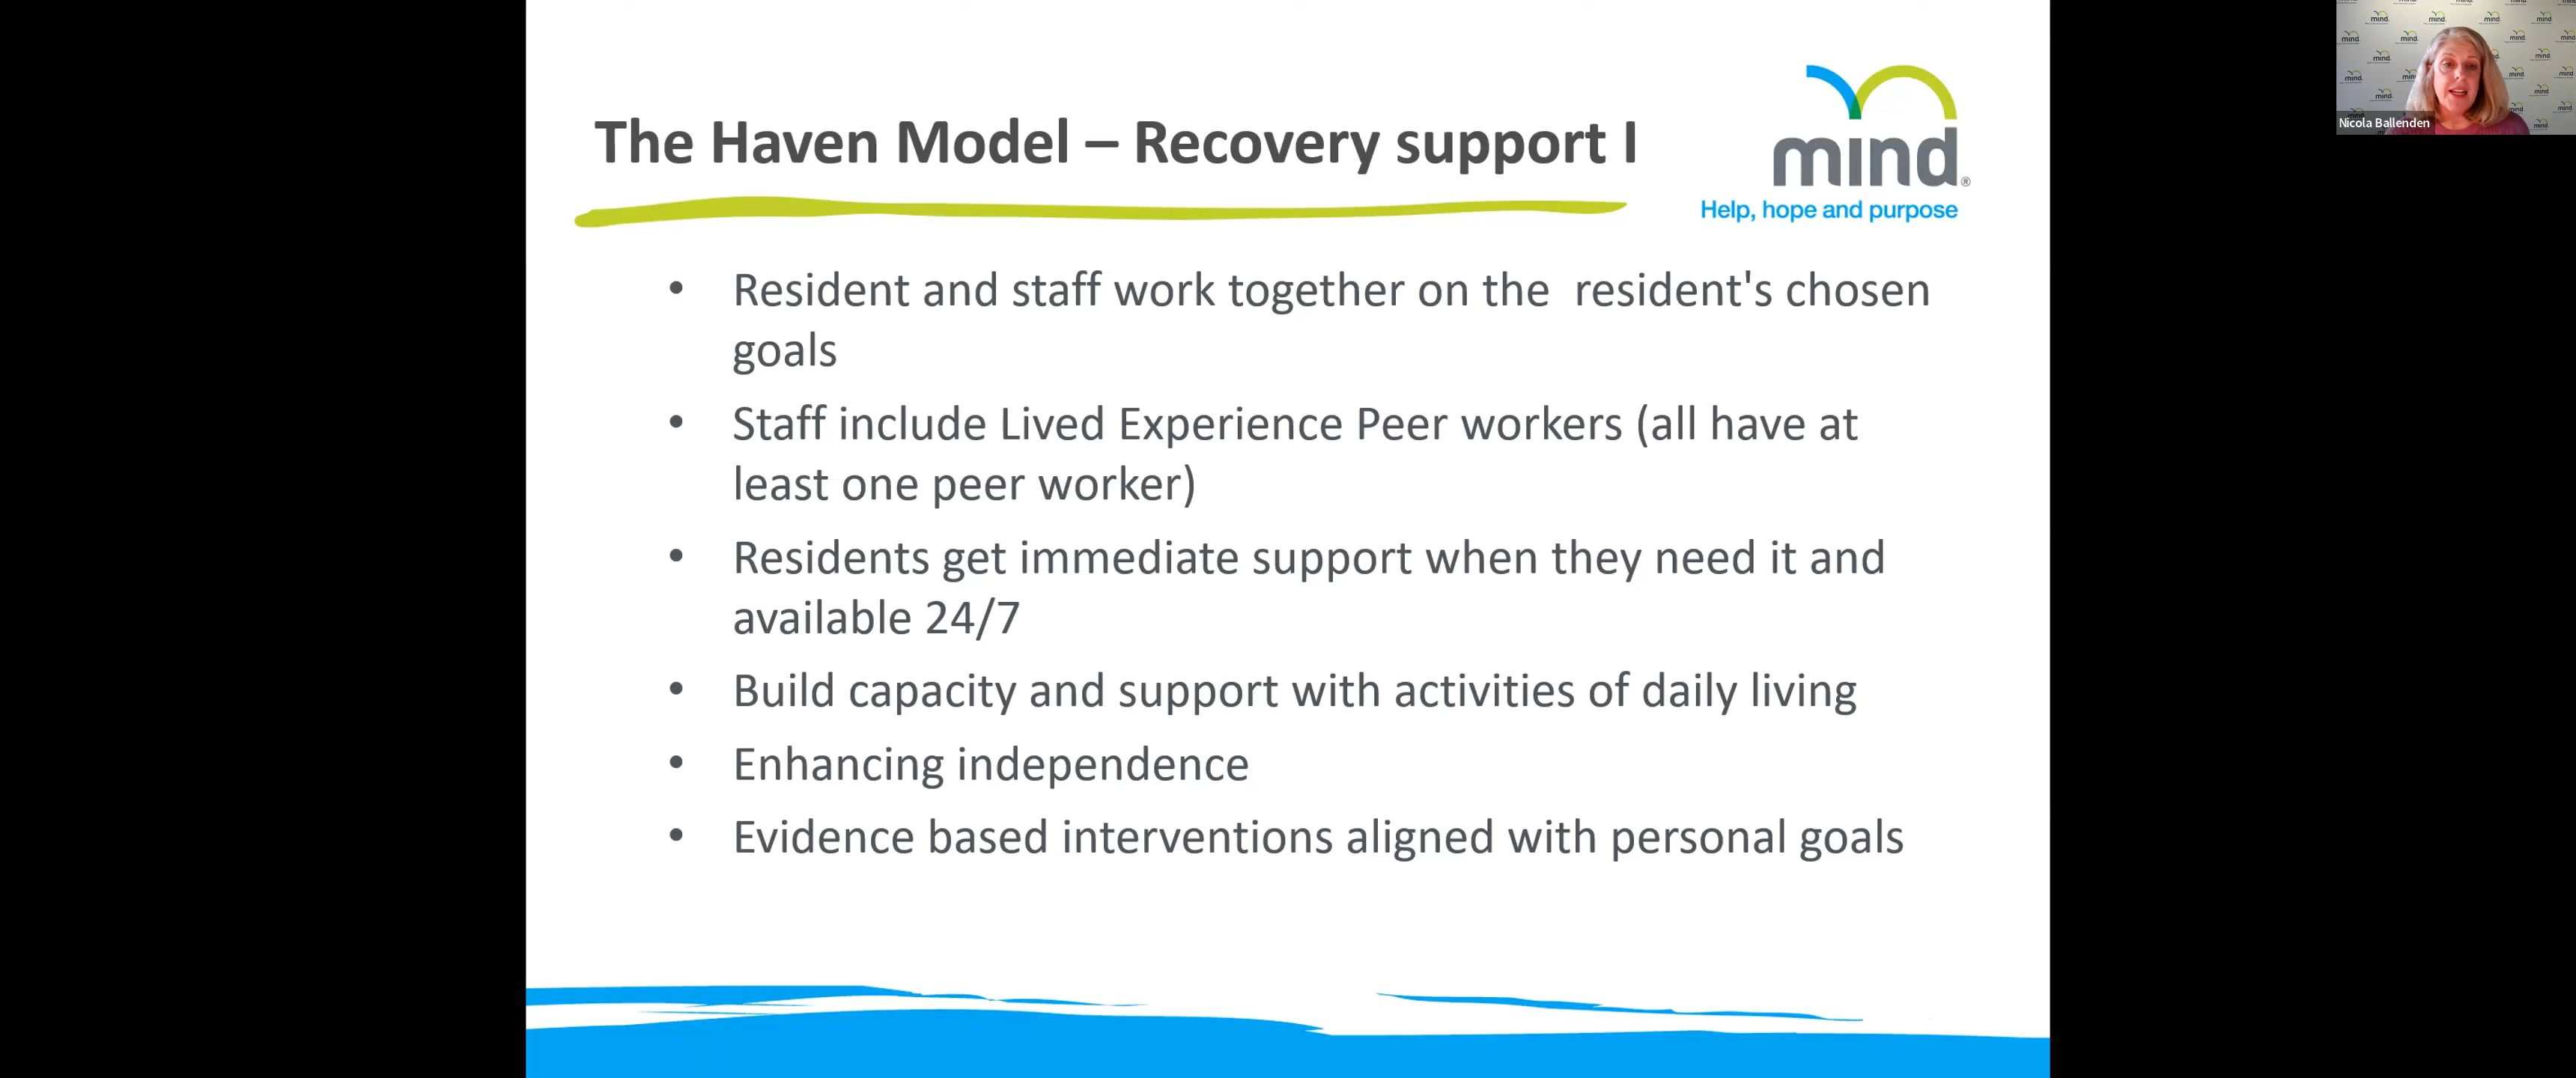 The Haven Model – Recovery support I
mind®
Help, hope and purpose
• Resident and staff work together on the  resident's chosen
goals
• Staff include Lived Experience Peer workers (all have at
least one peer worker)
• Residents get immediate support when they need it and
available 24/7
• Build capacity and support with activities of daily living
• Enhancing independence
• Evidence based interventions aligned with personal goals
Nicola Ballenden